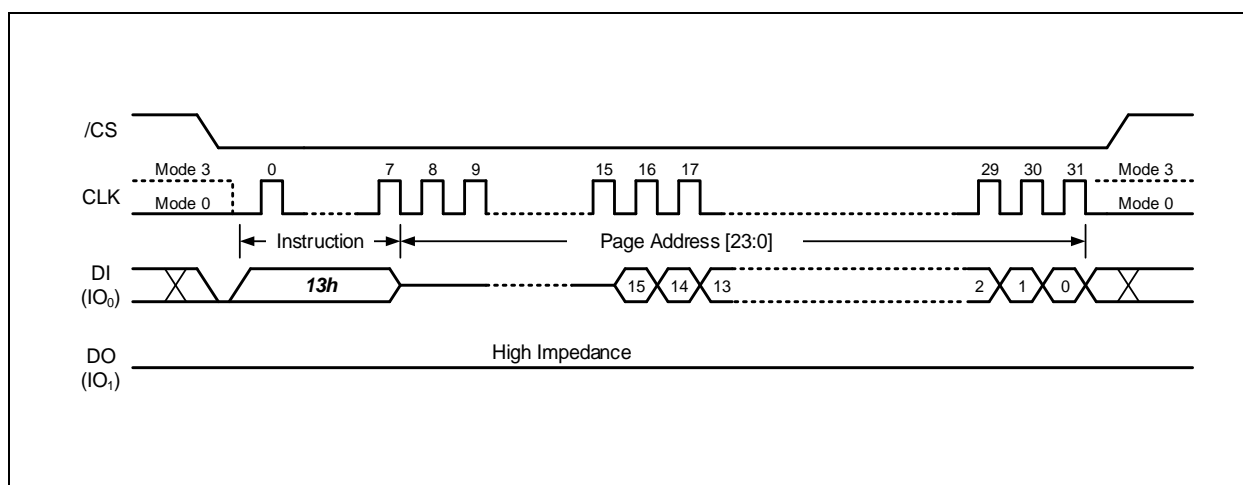 /CS
Mode 3 0 7 8 9 15 16 17 29 30 31 Mode 3
CLK
Mode 0 Mode 0
Instruction Page Address [23:0]
DI
(IO0) 13h 15 14 13 2 1 0
DO High Impedance
(IO1)